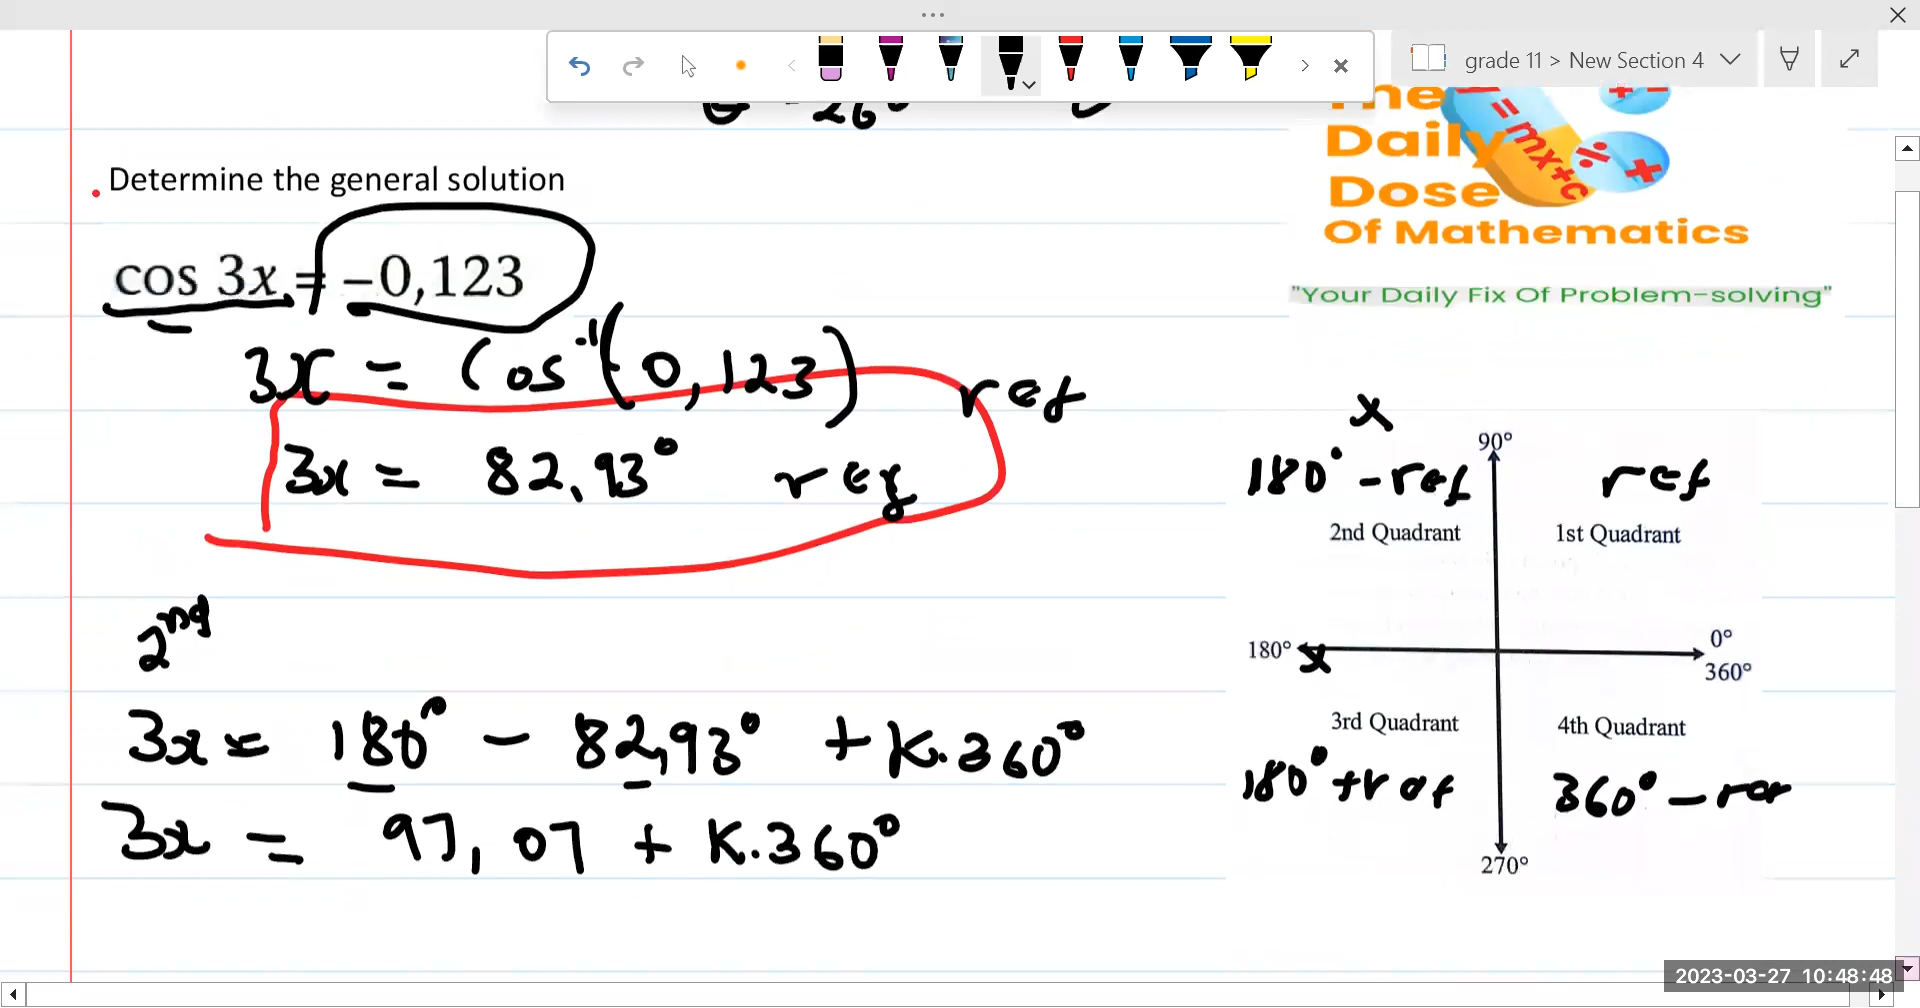 grade 11 > New Section 4
The
Daily
Dose
Of Mathematics
"Your Daily Fix Of Problem-solving"
= mx+c
Determine the general solution
cos 3x = −0,123
3x = Cos⁻¹(-0,123) ref
3x = 82,93° ref
2nd
3x = 180° − 82,93° + K.360°
3x = 97,07 + K.360°
x
90°
180° - ref
ref
2nd Quadrant
1st Quadrant
180°
x
0°
360°
3rd Quadrant
4th Quadrant
180° + ref
360° − ref
270°
2023-03-27 10:48:48